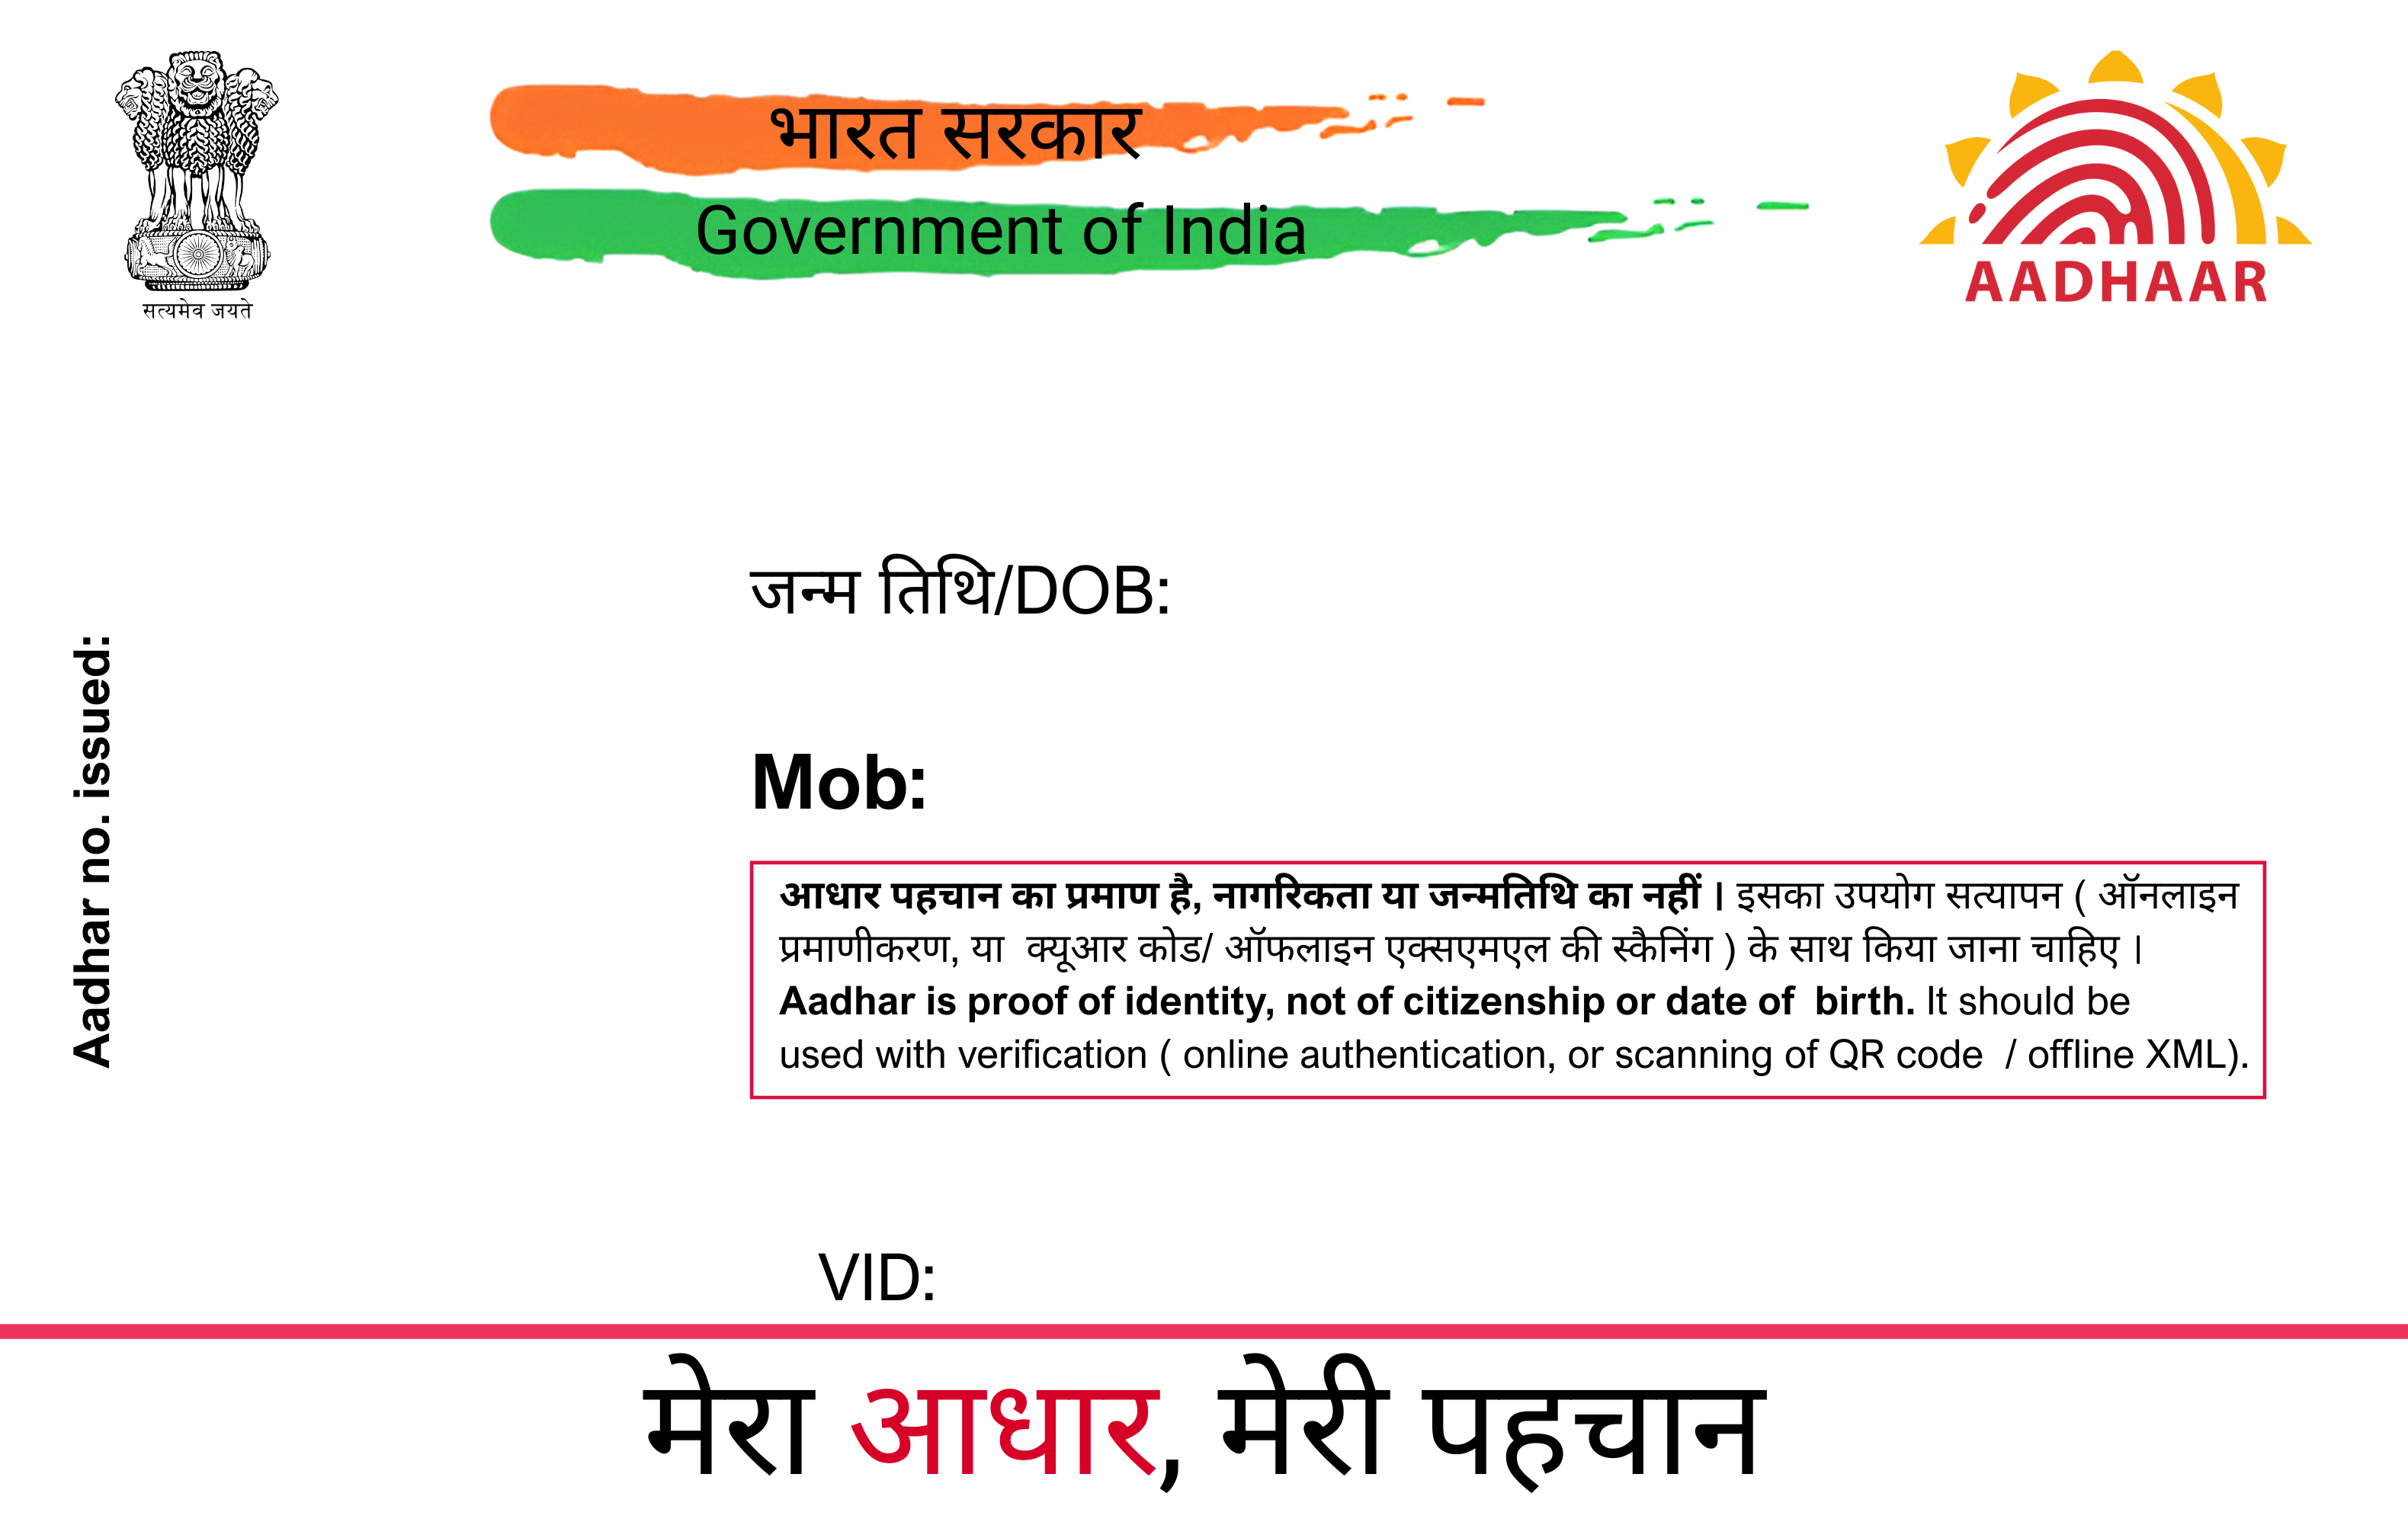 सत्यमेव जयते
भारत सरकार
Government of India
AADHAAR
जन्म तिथि/DOB:
Aadhar no. issued:
Mob:
आधार पहचान का प्रमाण है, नागरिकता या जन्मतिथि का नहीं । इसका उपयोग सत्यापन ( ऑनलाइन
प्रमाणीकरण, या क्यूआर कोड/ ऑफलाइन एक्सएमएल की स्कैनिंग ) के साथ किया जाना चाहिए ।
Aadhar is proof of identity, not of citizenship or date of birth. It should be
used with verification ( online authentication, or scanning of QR code / offline XML).
VID:
मेरा आधार, मेरी पहचान